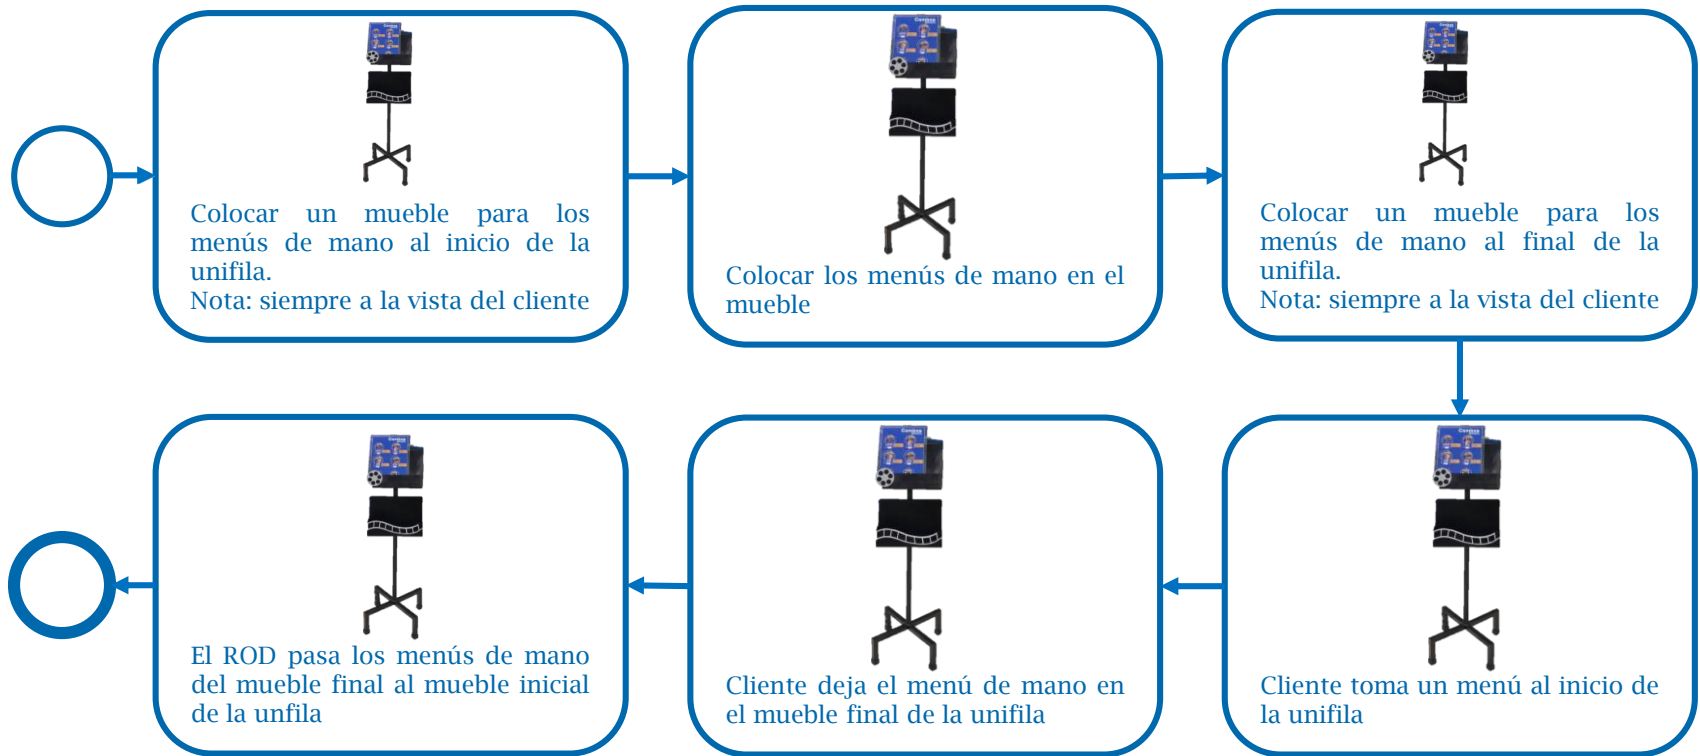 Colocar un mueble para los
menús de mano al inicio de la
unifila.
Nota: siempre a la vista del cliente
Colocar los menús de mano en el
mueble
Colocar un mueble para los
menús de mano al final de la
unifila.
Nota: siempre a la vista del cliente
Cliente toma un menú al inicio de
la unifila
Cliente deja el menú de mano en
el mueble final de la unifila
El ROD pasa los menús de mano
del mueble final al mueble inicial
de la unfila